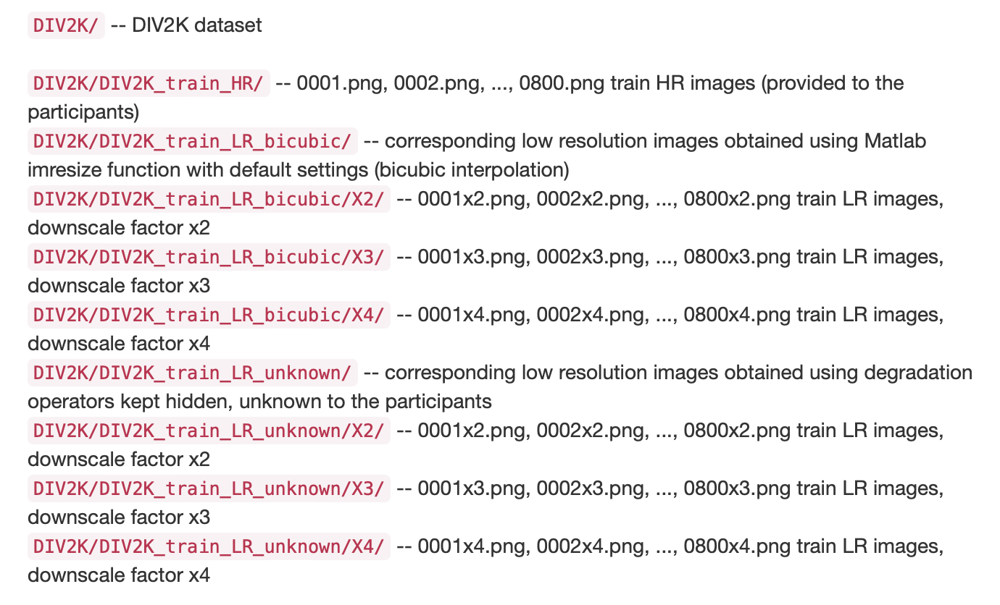 DIV2K/ -- DIV2K dataset
DIV2K/DIV2K_train_HR/ -- 0001.png, 0002.png, ..., 0800.png train HR images (provided to the
participants)
DIV2K/DIV2K_train_LR_bicubic/ -- corresponding low resolution images obtained using Matlab
imresize function with default settings (bicubic interpolation)
DIV2K/DIV2K_train_LR_bicubic/X2/ -- 0001x2.png, 0002x2.png, ..., 0800x2.png train LR images,
downscale factor x2
DIV2K/DIV2K_train_LR_bicubic/X3/ -- 0001x3.png, 0002x3.png, ..., 0800x3.png train LR images,
downscale factor x3
DIV2K/DIV2K_train_LR_bicubic/X4/ -- 0001x4.png, 0002x4.png, ..., 0800x4.png train LR images,
downscale factor x4
DIV2K/DIV2K_train_LR_unknown/ -- corresponding low resolution images obtained using degradation
operators kept hidden, unknown to the participants
DIV2K/DIV2K_train_LR_unknown/X2/ -- 0001x2.png, 0002x2.png, ..., 0800x2.png train LR images,
downscale factor x2
DIV2K/DIV2K_train_LR_unknown/X3/ -- 0001x3.png, 0002x3.png, ..., 0800x3.png train LR images,
downscale factor x3
DIV2K/DIV2K_train_LR_unknown/X4/ -- 0001x4.png, 0002x4.png, ..., 0800x4.png train LR images,
downscale factor x4